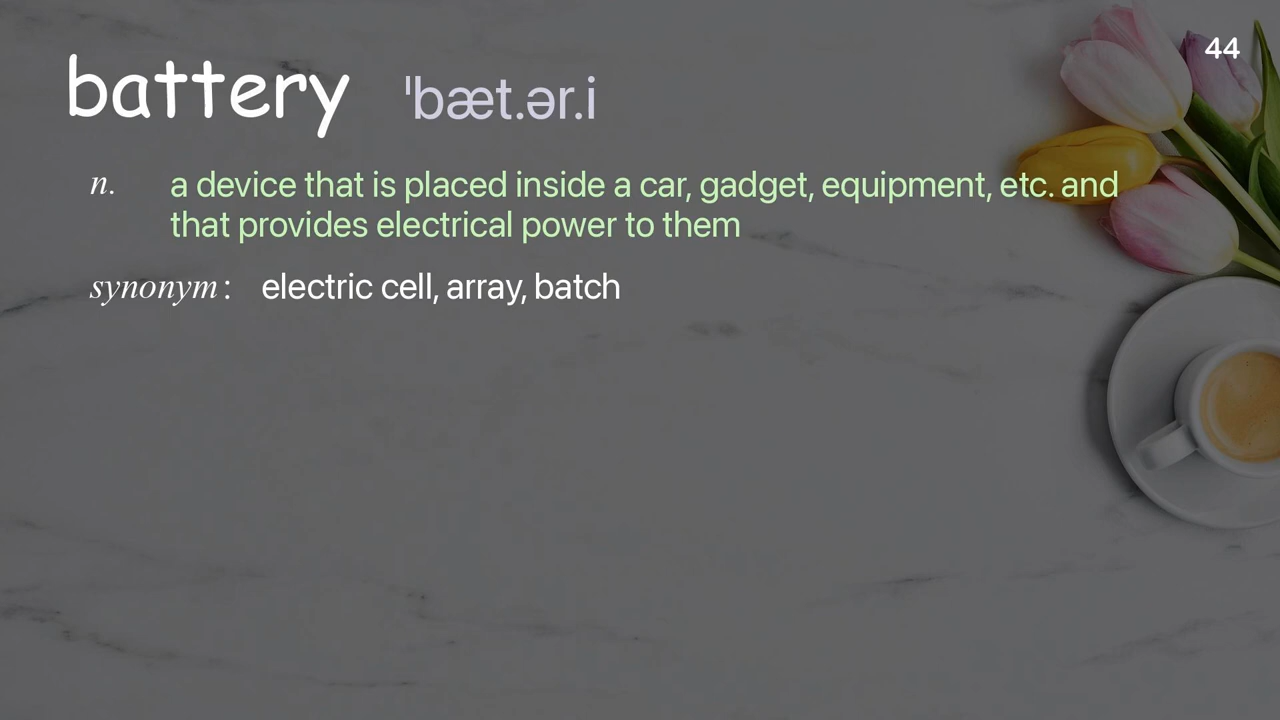 44
battery ˈbæt.ər.i
n. a device that is placed inside a car, gadget, equipment, etc. and
that provides electrical power to them
synonym: electric cell, array, batch